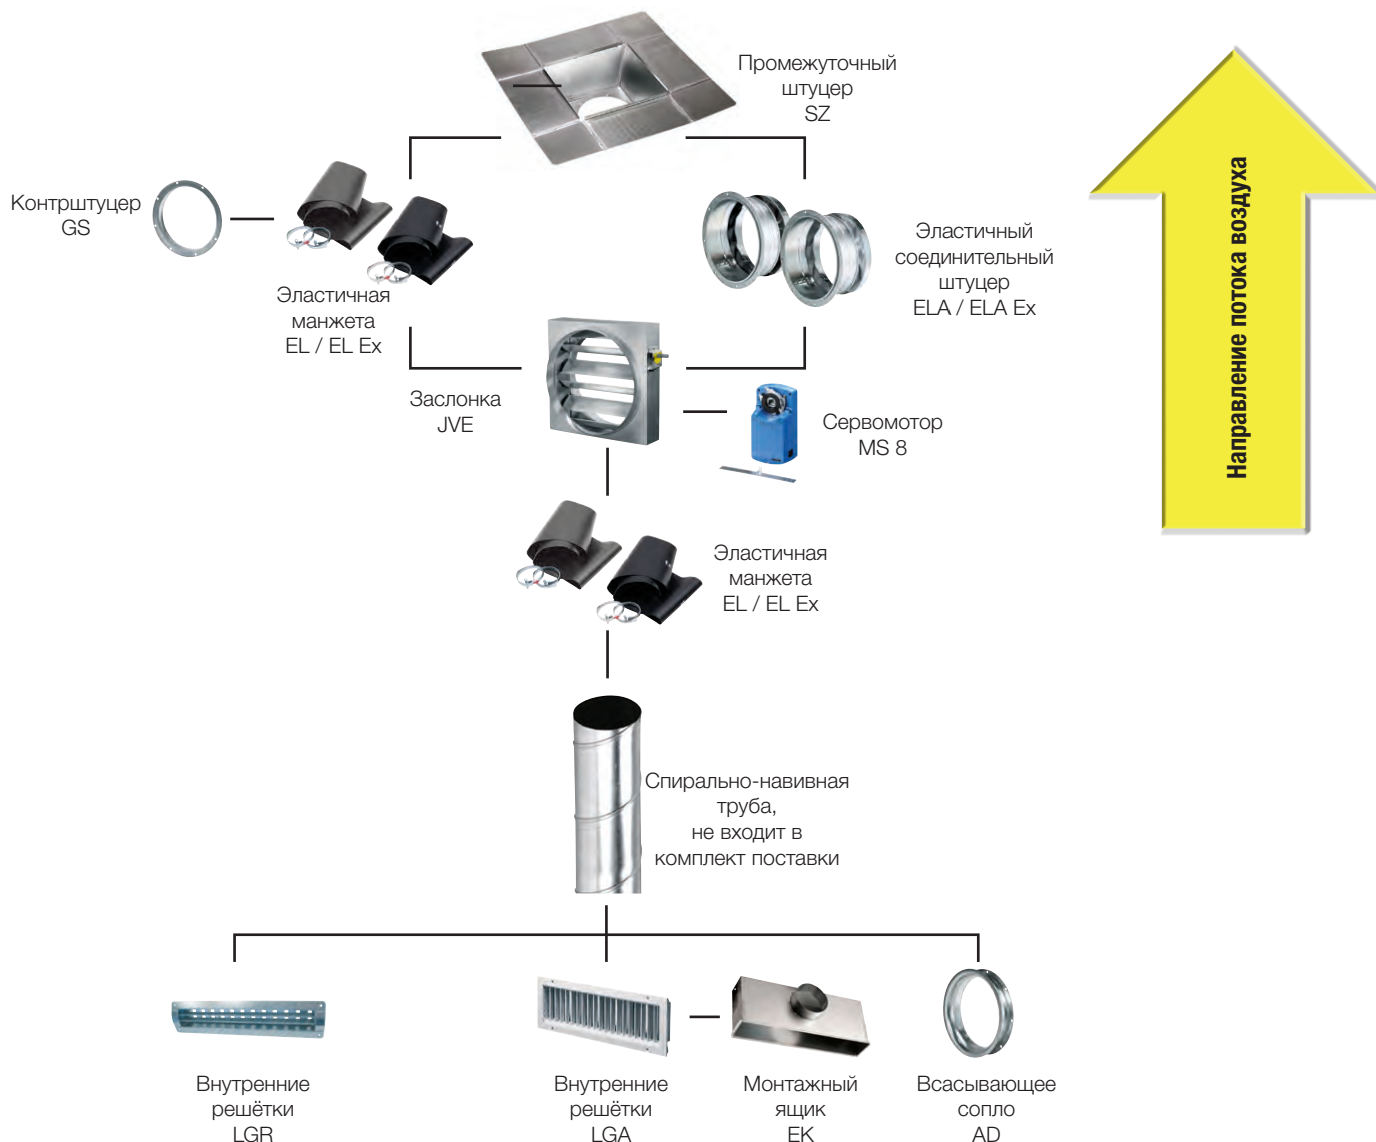 Промежуточный
штуцер
SZ
Контрштуцер
GS
Эластичная
манжета
EL / EL Ex
Эластичный
соединительный
штуцер
ELA / ELA Ex
Направление потока воздуха
Заслонка
JVE
Сервомотор
MS 8
Эластичная
манжета
EL / EL Ex
Спирально-навивная
труба,
не входит в
комплект поставки
Внутренние
решётки
LGR
Внутренние
решётки
LGA
Монтажный
ящик
EK
Всасывающее
сопло
AD